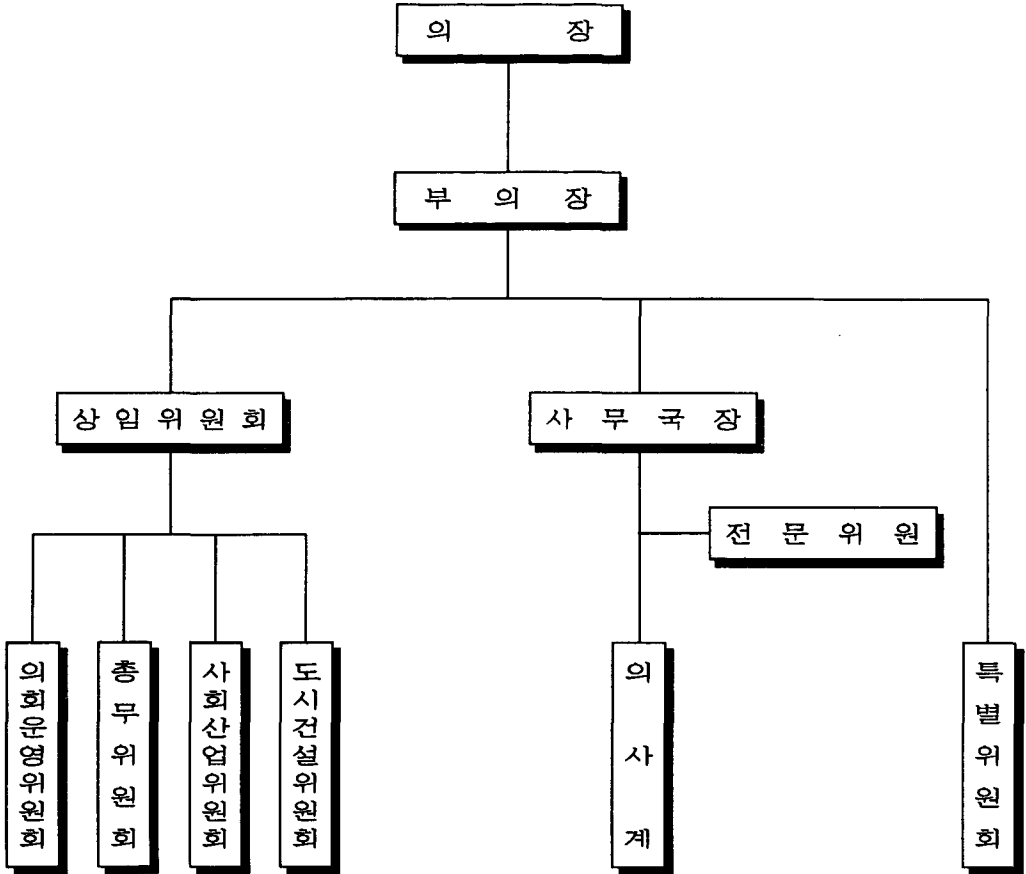 의 장
부 의 장
상 임 위 원 회
사 무 국 장
전 문 위 원
의회운영위원회
총무위원회
사회산업위원회
도시건설위원회
의사계
특별위원회